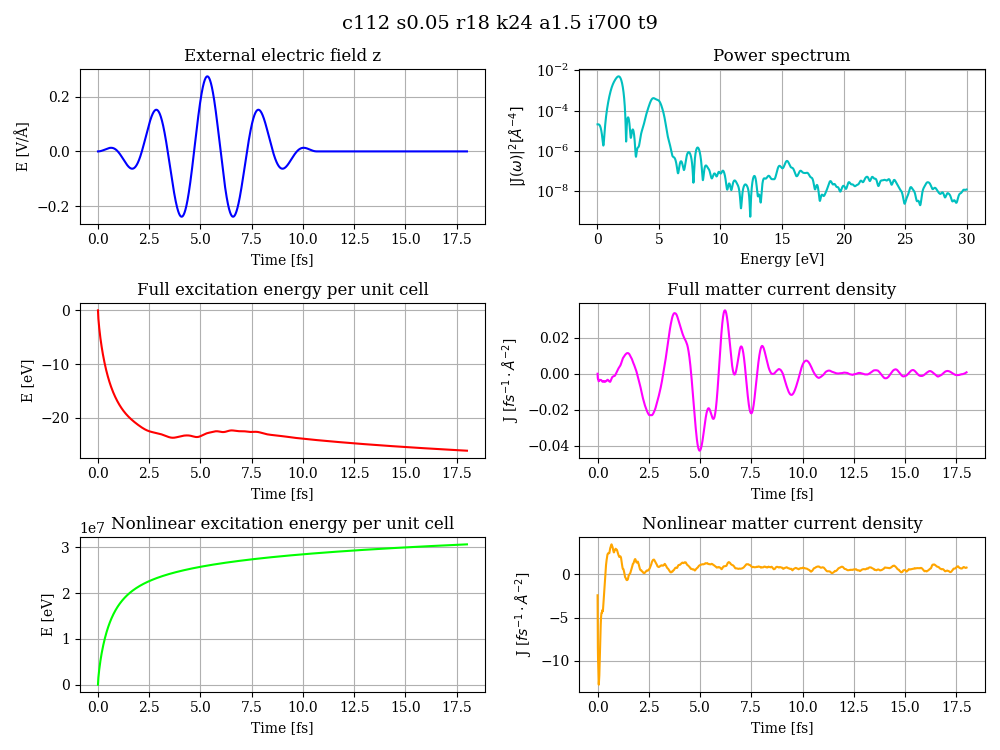 c112 s0.05 r18 k24 a1.5 i700 t9
External electric field z
E [V/Å]
0.2
0.0
−0.2
0.0 2.5 5.0 7.5 10.0 12.5 15.0 17.5
Time [fs]
Power spectrum
|J(ω)|²[Å⁻⁴]
10⁻²
10⁻⁴
10⁻⁶
10⁻⁸
0 5 10 15 20 25 30
Energy [eV]
Full excitation energy per unit cell
E [eV]
0
−10
−20
0.0 2.5 5.0 7.5 10.0 12.5 15.0 17.5
Time [fs]
Full matter current density
J [fs⁻¹ · Å⁻²]
0.02
0.00
−0.02
−0.04
0.0 2.5 5.0 7.5 10.0 12.5 15.0 17.5
Time [fs]
Nonlinear excitation energy per unit cell
1e7
E [eV]
3
2
1
0
0.0 2.5 5.0 7.5 10.0 12.5 15.0 17.5
Time [fs]
Nonlinear matter current density
J [fs⁻¹ · Å⁻²]
0
−5
−10
0.0 2.5 5.0 7.5 10.0 12.5 15.0 17.5
Time [fs]